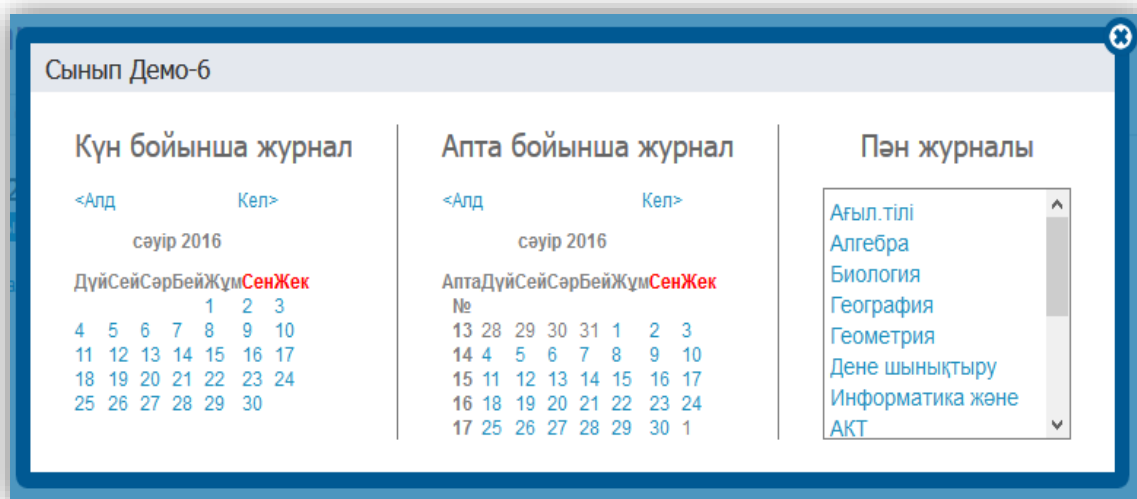 Сынып Демо-6
Күн бойынша журнал
<Алд Кел>
сәуір 2016
ДүйСейСәрБейЖұмСенЖек
1 2 3
4 5 6 7 8 9 10
11 12 13 14 15 16 17
18 19 20 21 22 23 24
25 26 27 28 29 30
Апта бойынша журнал
<Алд Кел>
сәуір 2016
АптаДүйСейСәрБейЖұмСенЖек
№
13 28 29 30 31 1 2 3
14 4 5 6 7 8 9 10
15 11 12 13 14 15 16 17
16 18 19 20 21 22 23 24
17 25 26 27 28 29 30 1
Пән журналы
Ағыл.тілі
Алгебра
Биология
География
Геометрия
Дене шынықтыру
Информатика және
АКТ